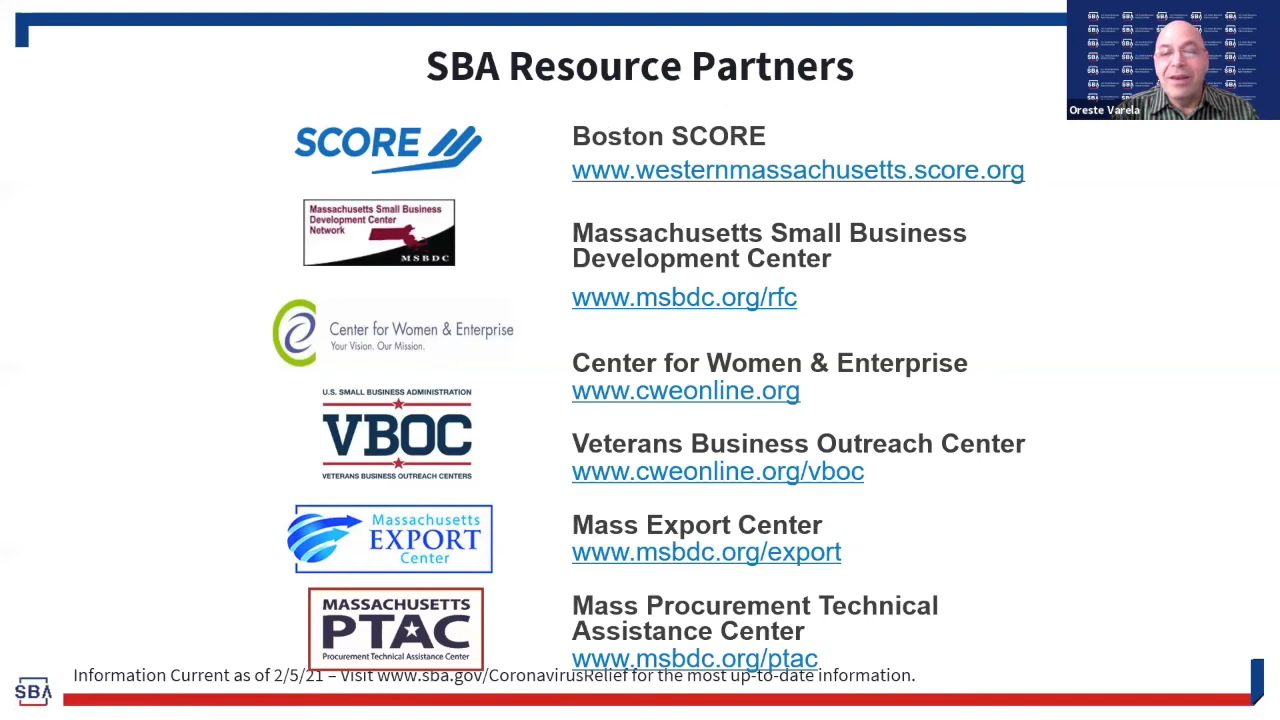 SBA Resource Partners
Oreste Varela
SCORE
Boston SCORE
www.westernmassachusetts.score.org
Massachusetts Small Business
Development Center
Network
MSBDC
Massachusetts Small Business
Development Center
www.msbdc.org/rfc
Center for Women & Enterprise
Your Vision. Our Mission.
Center for Women & Enterprise
www.cweonline.org
U.S. SMALL BUSINESS ADMINISTRATION
VBOC
VETERANS BUSINESS OUTREACH CENTERS
Veterans Business Outreach Center
www.cweonline.org/vboc
Massachusetts
EXPORT
Center
Mass Export Center
www.msbdc.org/export
MASSACHUSETTS
PTAC
Procurement Technical Assistance Center
Mass Procurement Technical
Assistance Center
www.msbdc.org/ptac
Information Current as of 2/5/21 – Visit www.sba.gov/CoronavirusRelief for the most up-to-date information.
SBA